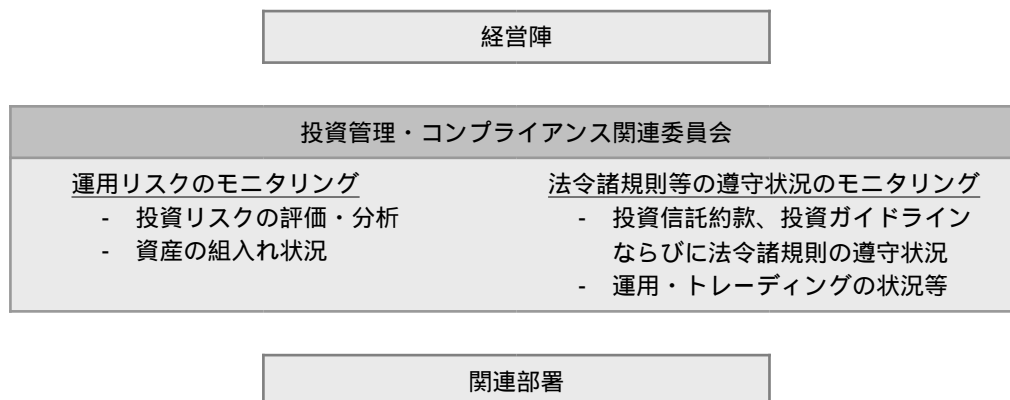 経営陣
投資管理・コンプライアンス関連委員会
運用リスクのモニタリング
- 投資リスクの評価・分析
- 資産の組入れ状況
法令諸規則等の遵守状況のモニタリング
- 投資信託約款、投資ガイドライン
ならびに法令諸規則の遵守状況
- 運用・トレーディングの状況等
関連部署